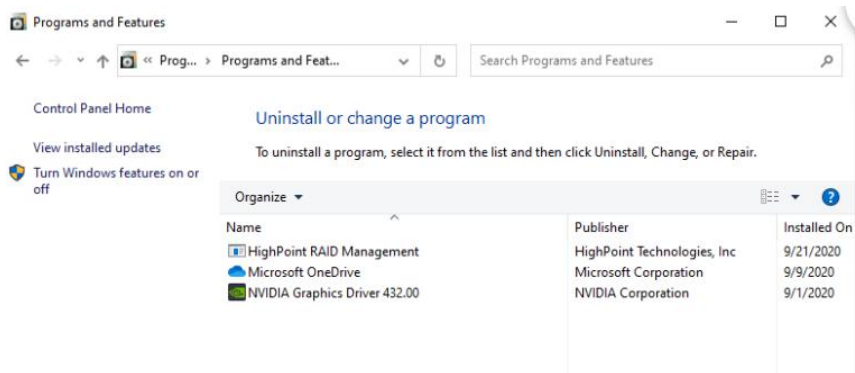 Programs and Features
« Prog... › Programs and Feat...
Search Programs and Features
Control Panel Home
View installed updates
Turn Windows features on or
off
Uninstall or change a program
To uninstall a program, select it from the list and then click Uninstall, Change, or Repair.
Organize
Name Publisher Installed On
HighPoint RAID Management HighPoint Technologies, Inc 9/21/2020
Microsoft OneDrive Microsoft Corporation 9/9/2020
NVIDIA Graphics Driver 432.00 NVIDIA Corporation 9/1/2020